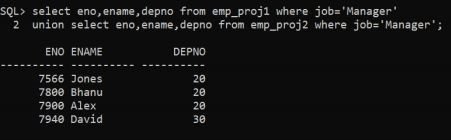 SQL> select eno,ename,depno from emp_proj1 where job='Manager'
  2  union select eno,ename,depno from emp_proj2 where job='Manager';
       ENO ENAME           DEPNO
---------- ---------- ----------
      7566 Jones              20
      7800 Bhanu              20
      7900 Alex               20
      7940 David              30